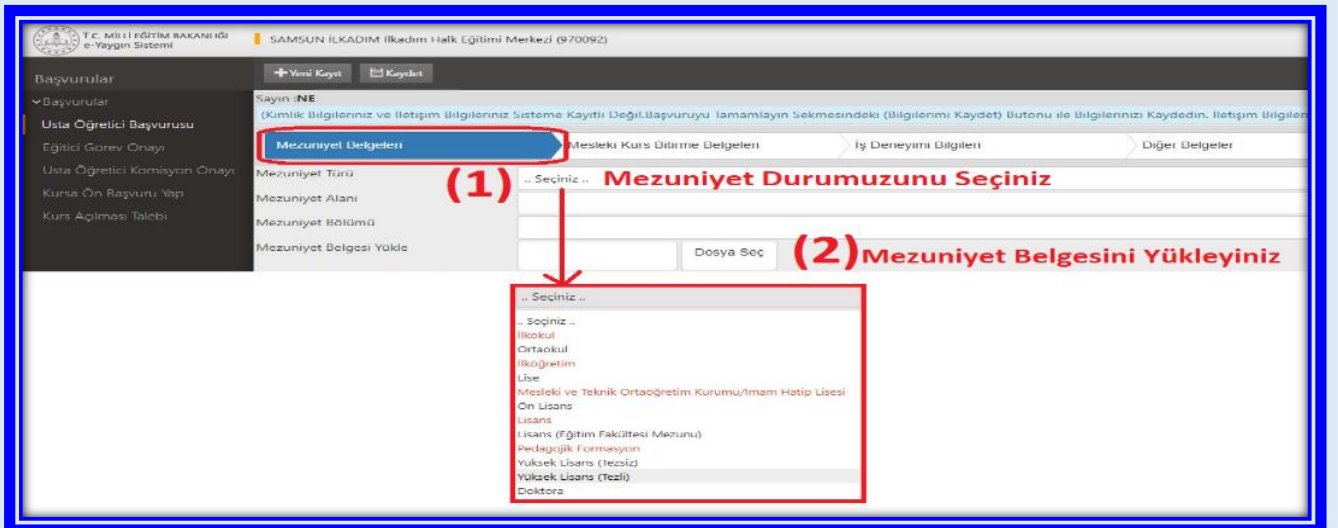 T.C. MİLLİ EĞİTİM BAKANLIĞI
e-Yaygın Sistemi
SAMSUN İLKADIM İlkadım Halk Eğitimi Merkezi (970092)
Başvurular
Yeni Kayıt
Kaydet
Başvurular
Usta Öğretici Başvurusu
Eğitici Gorev Onayı
Usta Öğretici Komisyon Onayı
Kursa Ön Başvuru Yap
Kurs Açılması Talebi
Sayın :NE
(Kimlik Bilgileriniz ve İletişim Bilgileriniz Sisteme Kayıtlı Değil.Başvuruyu Tamamlayın Sekmesindeki (Bilgilerimi Kaydet) Butonu ile Bilgilerinizi Kaydedin. İletişim Bilgileri
Mezuniyet Belgeleri
Mesleki Kurs Bitirme Belgeleri
İş Deneyimi Bilgileri
Diğer Belgeler
Mezuniyet Türü
(1)
.. Seçiniz ..
Mezuniyet Durumuzunu Seçiniz
Mezuniyet Alanı
Mezuniyet Bölümü
Mezuniyet Belgesi Yükle
Dosya Seç
(2)Mezuniyet Belgesini Yükleyiniz
.. Seçiniz ..
.. Seçiniz ..
İlkokul
Ortaokul
İlköğretim
Lise
Mesleki ve Teknik Ortaöğretim Kurumu/İmam Hatip Lisesi
Ön Lisans
Lisans
Lisans (Eğitim Fakültesi Mezunu)
Pedagojik Formasyon
Yüksek Lisans (Tezsiz)
Yüksek Lisans (Tezli)
Doktora